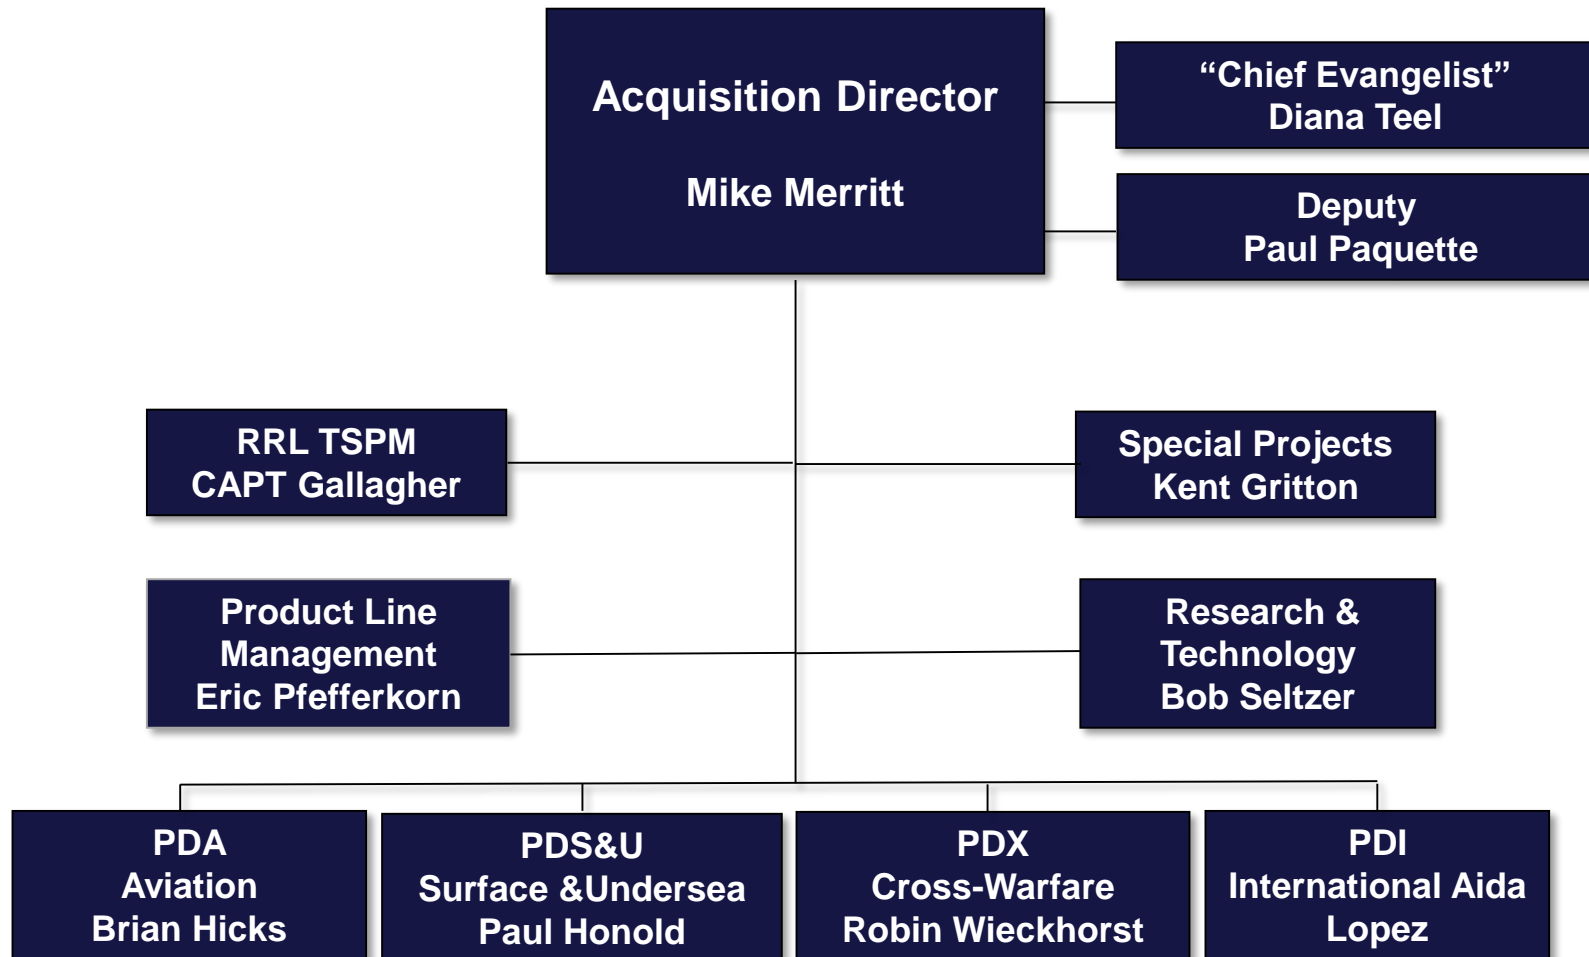 Acquisition Director
Mike Merritt
“Chief Evangelist”
Diana Teel
Deputy
Paul Paquette
RRL TSPM
CAPT Gallagher
Special Projects
Kent Gritton
Product Line
Management
Eric Pfefferkorn
Research &
Technology
Bob Seltzer
PDA
Aviation
Brian Hicks
PDS&U
Surface &Undersea
Paul Honold
PDX
Cross-Warfare
Robin Wieckhorst
PDI
International Aida
Lopez